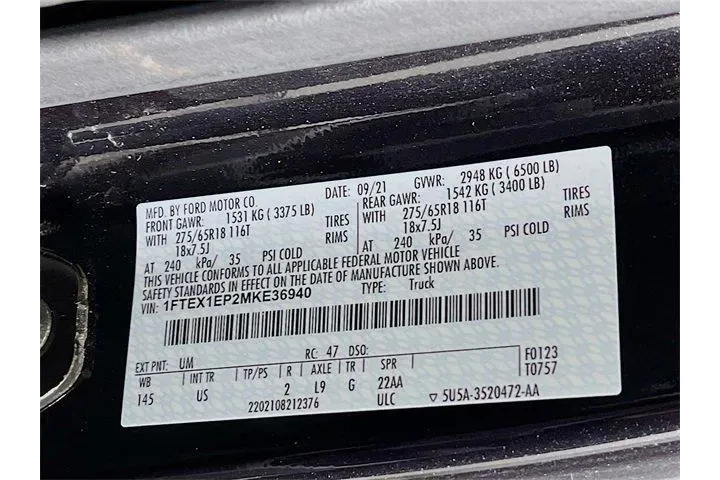 MFD. BY FORD MOTOR CO. DATE: 09/21 GVWR: 2948 KG ( 6500 LB)
FRONT GAWR: 1531 KG ( 3375 LB) REAR GAWR: 1542 KG ( 3400 LB)
WITH 275/65R18 116T TIRES WITH 275/65R18 116T TIRES
18x7.5J RIMS 18x7.5J RIMS
AT 240 kPa/ 35 PSI COLD AT 240 kPa/ 35 PSI COLD
THIS VEHICLE CONFORMS TO ALL APPLICABLE FEDERAL MOTOR VEHICLE
SAFETY STANDARDS IN EFFECT ON THE DATE OF MANUFACTURE SHOWN ABOVE.
VIN: 1FTEX1EP2MKE36940 TYPE: Truck
EXT PNT: UM RC: 47 DSO: F0123
WB INT TR TP/PS R AXLE TR SPR T0757
145 US 2 L9 G 22AA
2202108212376 ULC ▽ 5U5A-3520472-AA